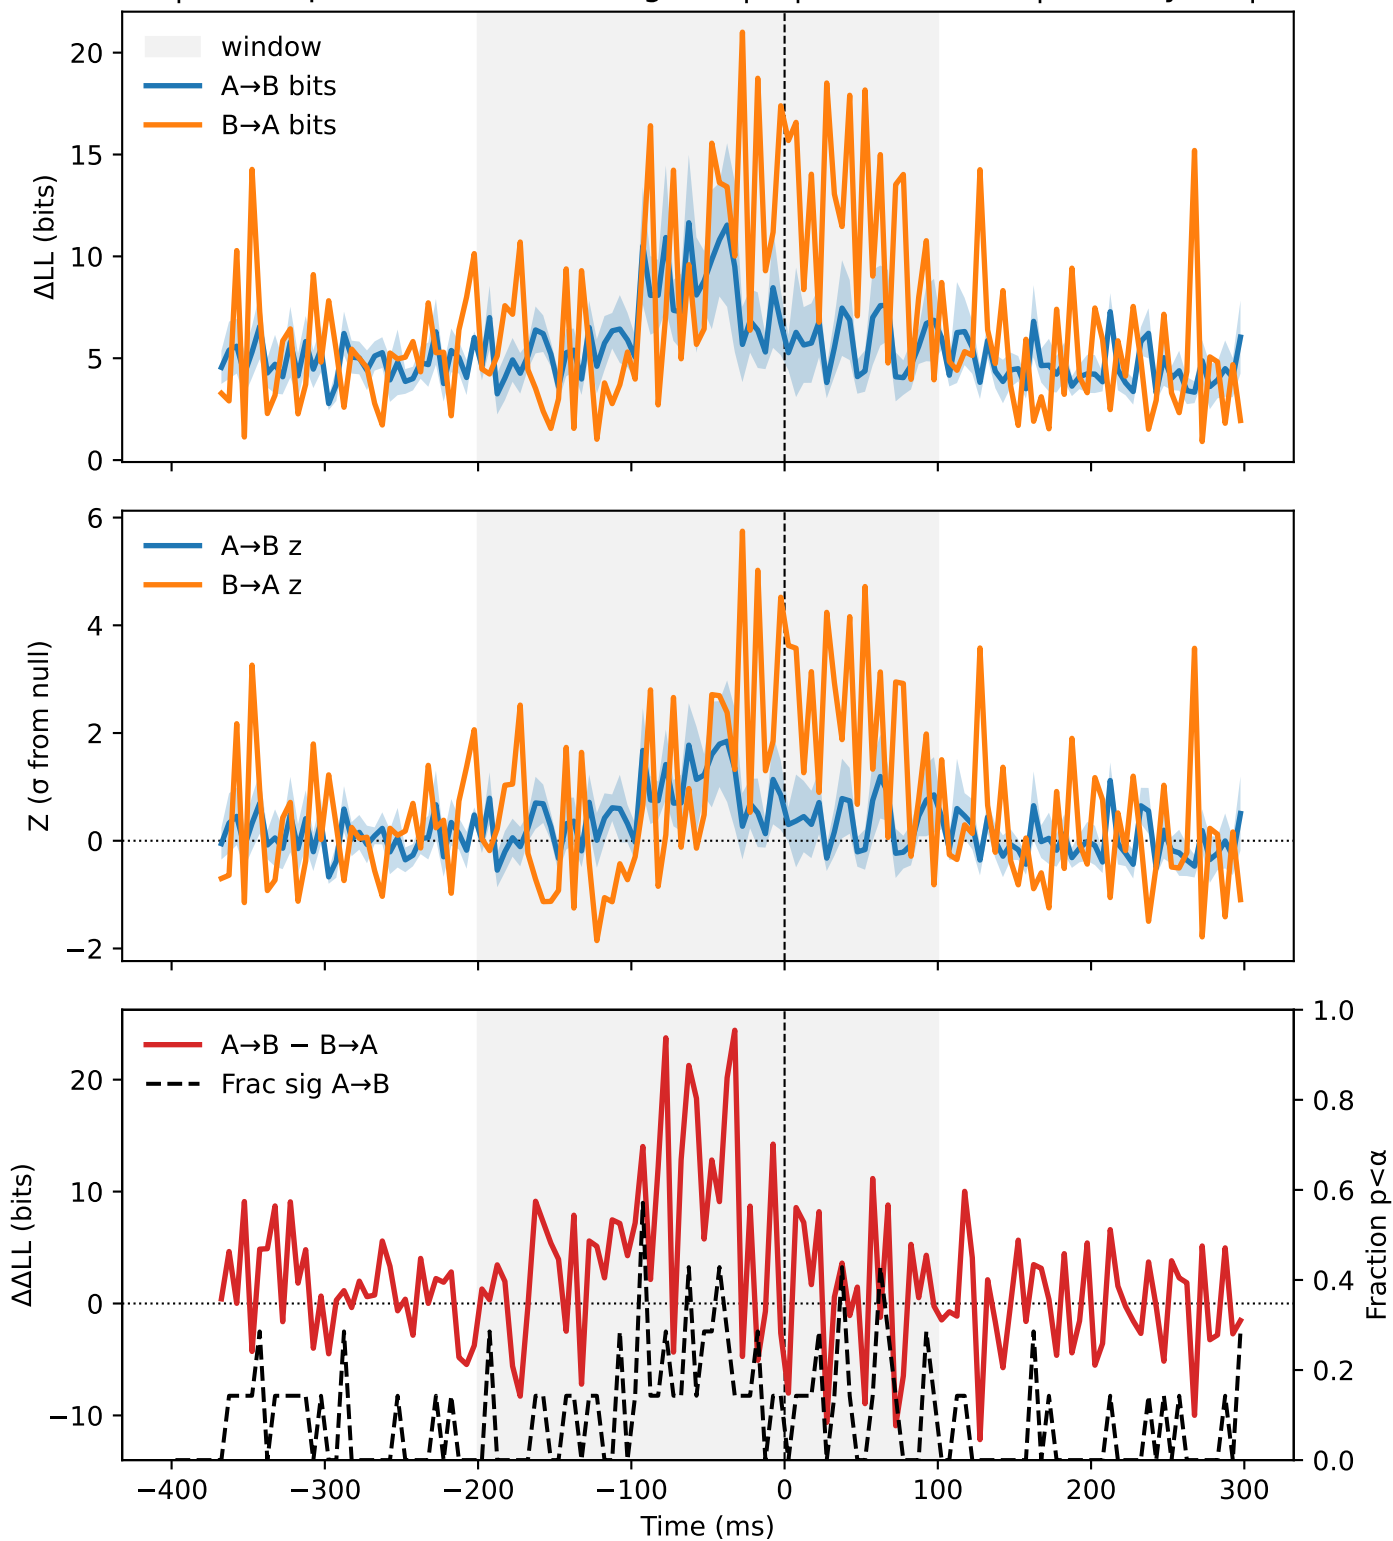 window
A→B bits
B→A bits
ΔLL (bits)
20
15
10
5
0
A→B z
B→A z
Z (σ from null)
6
4
2
0
−2
A→B − B→A
Frac sig A→B
ΔΔLL (bits)
20
10
0
−10
1.0
0.8
0.6
0.4
0.2
0.0
Fraction p<α
−400
−300
−200
−100
0
100
200
300
Time (ms)